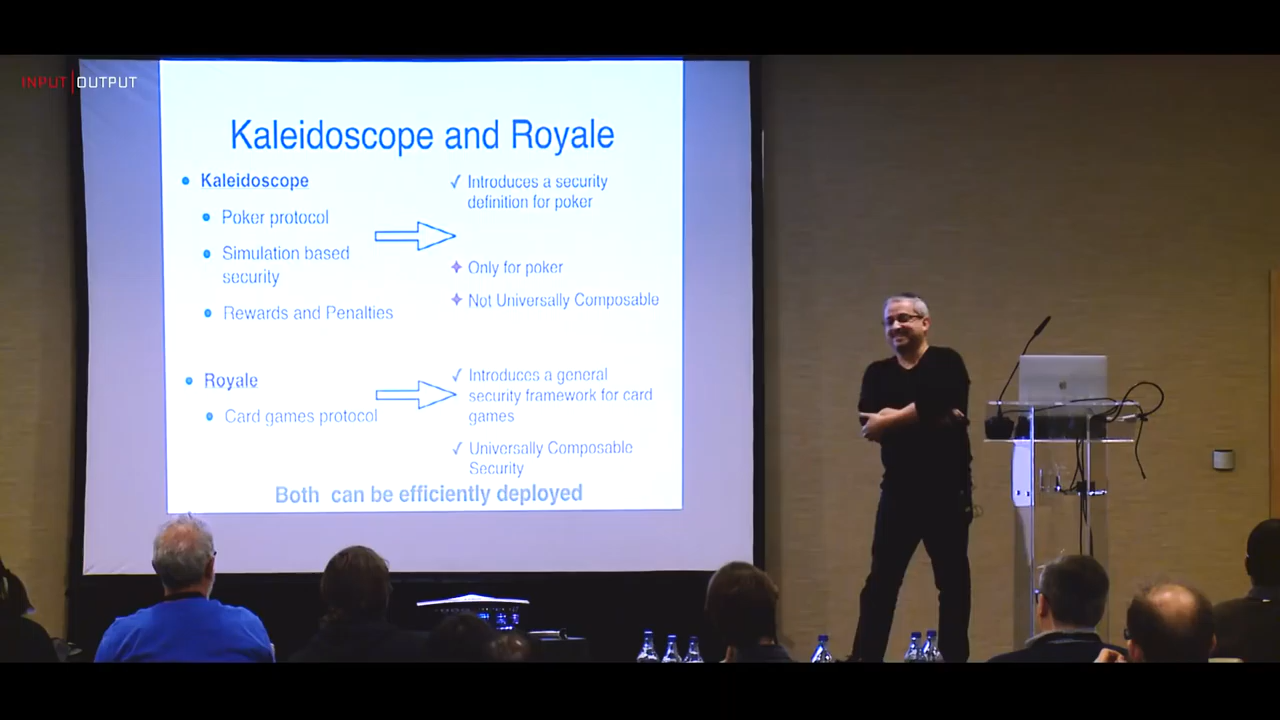 INPUT|OUTPUT
Kaleidoscope and Royale
Kaleidoscope
Poker protocol
Simulation based
security
Rewards and Penalties
Introduces a security
definition for poker
Only for poker
Not Universally Composable
Royale
Card games protocol
Introduces a general
security framework for card
games
Universally Composable
Security
Both can be efficiently deployed